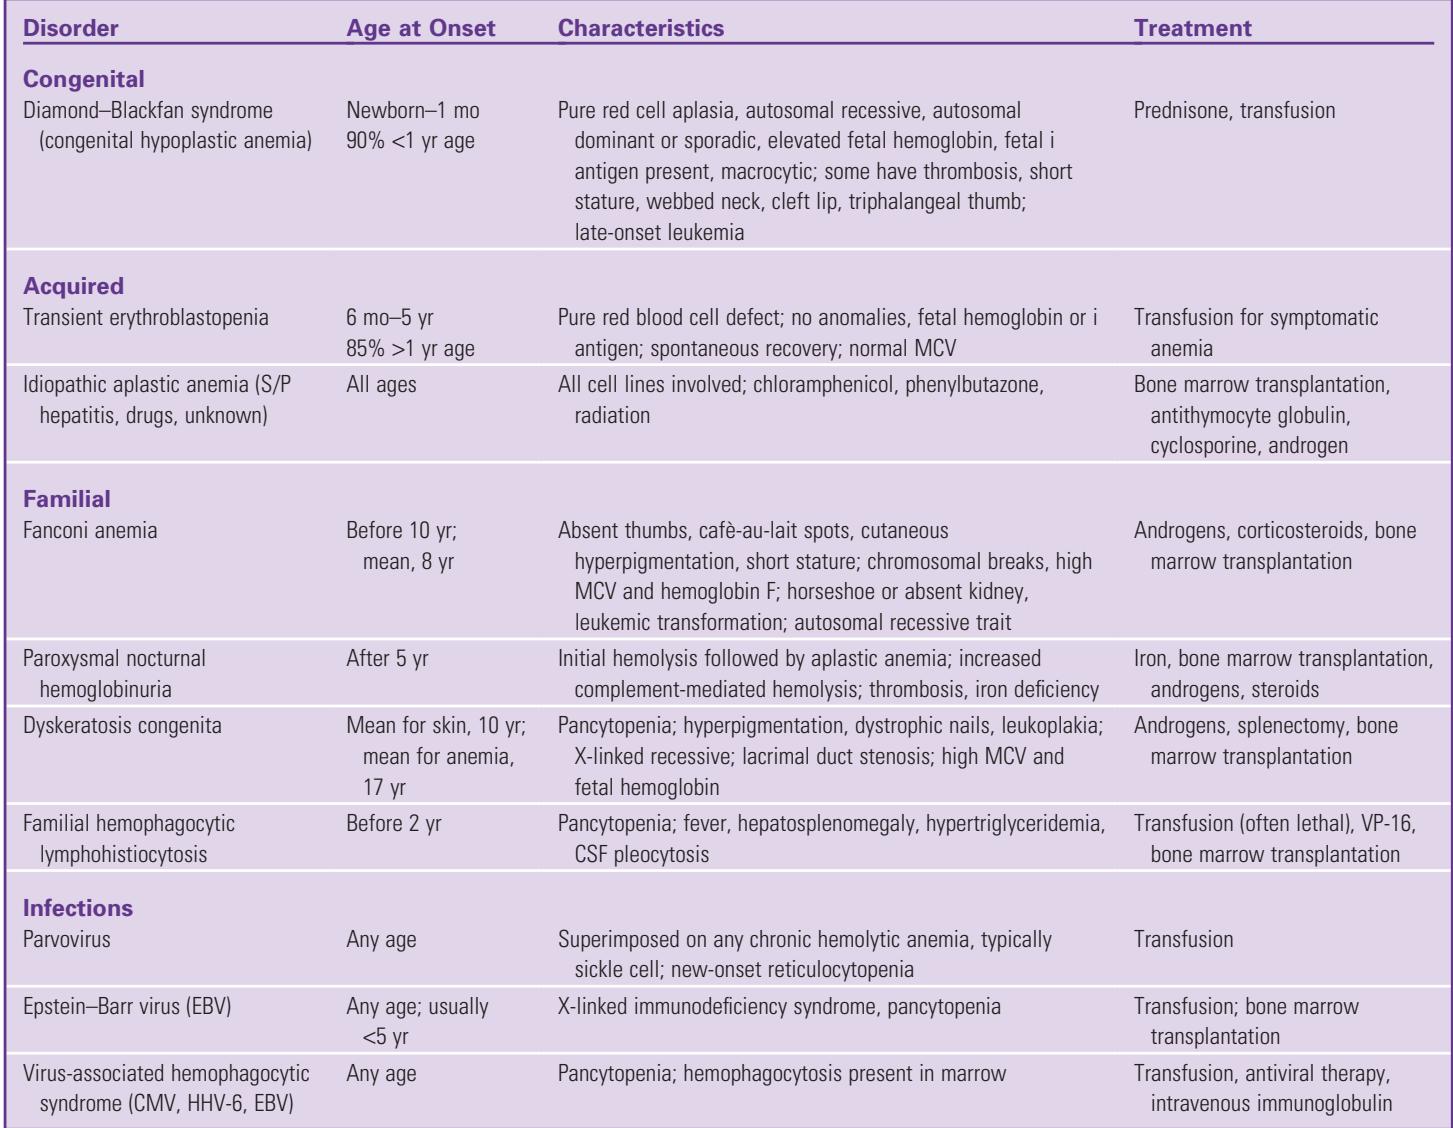 Disorder Age at Onset Characteristics Treatment
Congenital
Diamond–Blackfan syndrome Newborn–1 mo Pure red cell aplasia, autosomal recessive, autosomal Prednisone, transfusion
(congenital hypoplastic anemia) 90% <1 yr age dominant or sporadic, elevated fetal hemoglobin, fetal i
antigen present, macrocytic; some have thrombosis, short
stature, webbed neck, cleft lip, triphalangeal thumb;
late-onset leukemia
Acquired
Transient erythroblastopenia 6 mo–5 yr Pure red blood cell defect; no anomalies, fetal hemoglobin or i Transfusion for symptomatic
85% >1 yr age antigen; spontaneous recovery; normal MCV anemia
Idiopathic aplastic anemia (S/P All ages All cell lines involved; chloramphenicol, phenylbutazone, Bone marrow transplantation,
hepatitis, drugs, unknown) radiation antithymocyte globulin,
cyclosporine, androgen
Familial
Fanconi anemia Before 10 yr; Absent thumbs, cafè-au-lait spots, cutaneous Androgens, corticosteroids, bone
mean, 8 yr hyperpigmentation, short stature; chromosomal breaks, high marrow transplantation
MCV and hemoglobin F; horseshoe or absent kidney,
leukemic transformation; autosomal recessive trait
Paroxysmal nocturnal After 5 yr Initial hemolysis followed by aplastic anemia; increased Iron, bone marrow transplantation,
hemoglobinuria complement-mediated hemolysis; thrombosis, iron deficiency androgens, steroids
Dyskeratosis congenita Mean for skin, 10 yr; Pancytopenia; hyperpigmentation, dystrophic nails, leukoplakia; Androgens, splenectomy, bone
mean for anemia, X-linked recessive; lacrimal duct stenosis; high MCV and marrow transplantation
17 yr fetal hemoglobin
Familial hemophagocytic Before 2 yr Pancytopenia; fever, hepatosplenomegaly, hypertriglyceridemia, Transfusion (often lethal), VP-16,
lymphohistiocytosis CSF pleocytosis bone marrow transplantation
Infections
Parvovirus Any age Superimposed on any chronic hemolytic anemia, typically Transfusion
sickle cell; new-onset reticulocytopenia
Epstein–Barr virus (EBV) Any age; usually X-linked immunodeficiency syndrome, pancytopenia Transfusion; bone marrow
<5 yr transplantation
Virus-associated hemophagocytic Any age Pancytopenia; hemophagocytosis present in marrow Transfusion, antiviral therapy,
syndrome (CMV, HHV-6, EBV) intravenous immunoglobulin